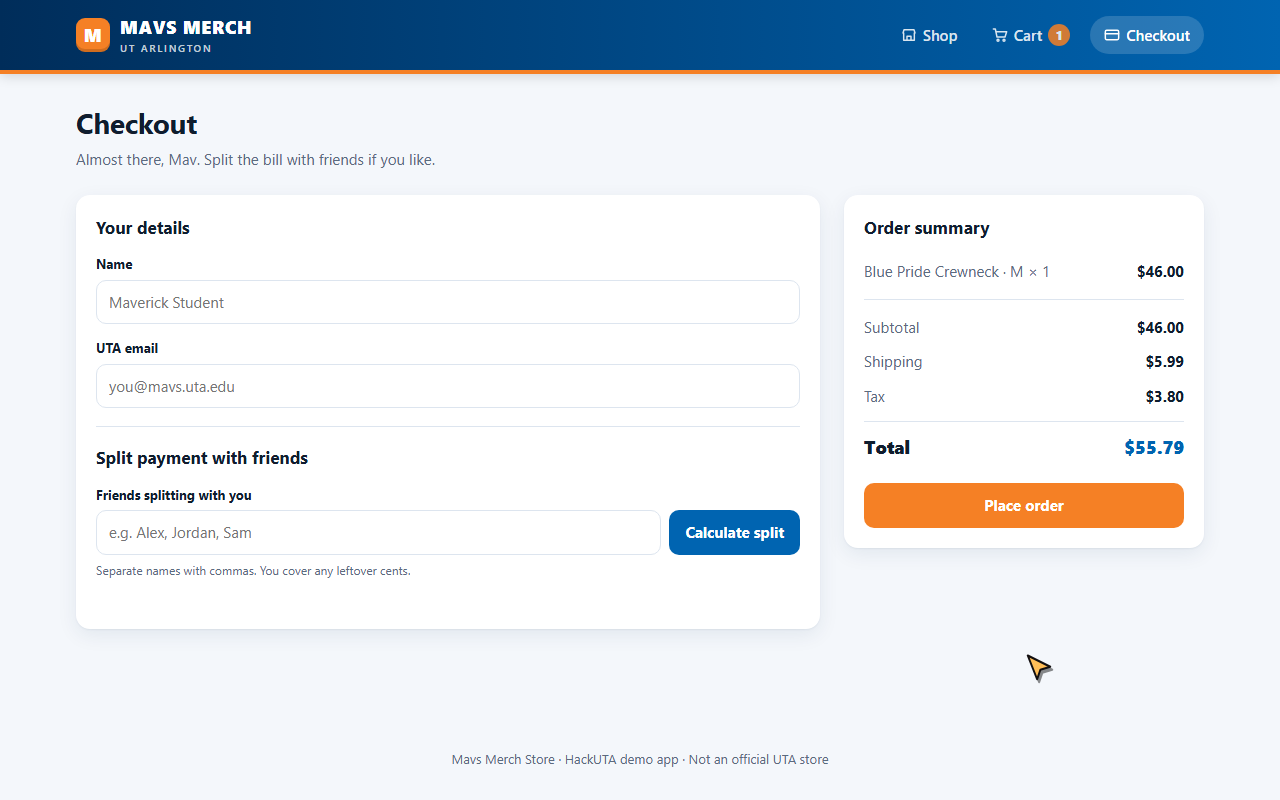 M
MAVS MERCH
UT ARLINGTON
Shop
Cart 1
Checkout
Checkout
Almost there, Mav. Split the bill with friends if you like.
Your details
Name
Maverick Student
UTA email
you@mavs.uta.edu
Split payment with friends
Friends splitting with you
e.g. Alex, Jordan, Sam
Calculate split
Separate names with commas. You cover any leftover cents.
Order summary
Blue Pride Crewneck · M × 1 $46.00
Subtotal $46.00
Shipping $5.99
Tax $3.80
Total $55.79
Place order
Mavs Merch Store · HackUTA demo app · Not an official UTA store